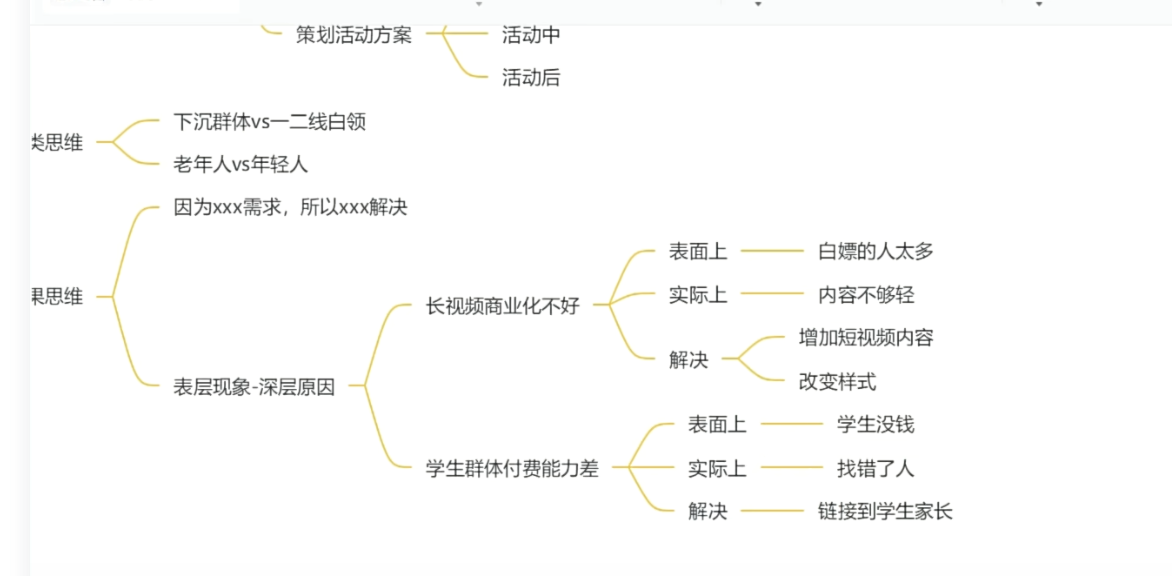 策划活动方案
活动中
活动后
类思维
下沉群体vs一二线白领
老年人vs年轻人
果思维
因为xxx需求，所以xxx解决
表层现象-深层原因
长视频商业化不好
表面上
白嫖的人太多
实际上
内容不够轻
解决
增加短视频内容
改变样式
学生群体付费能力差
表面上
学生没钱
实际上
找错了人
解决
链接到学生家长